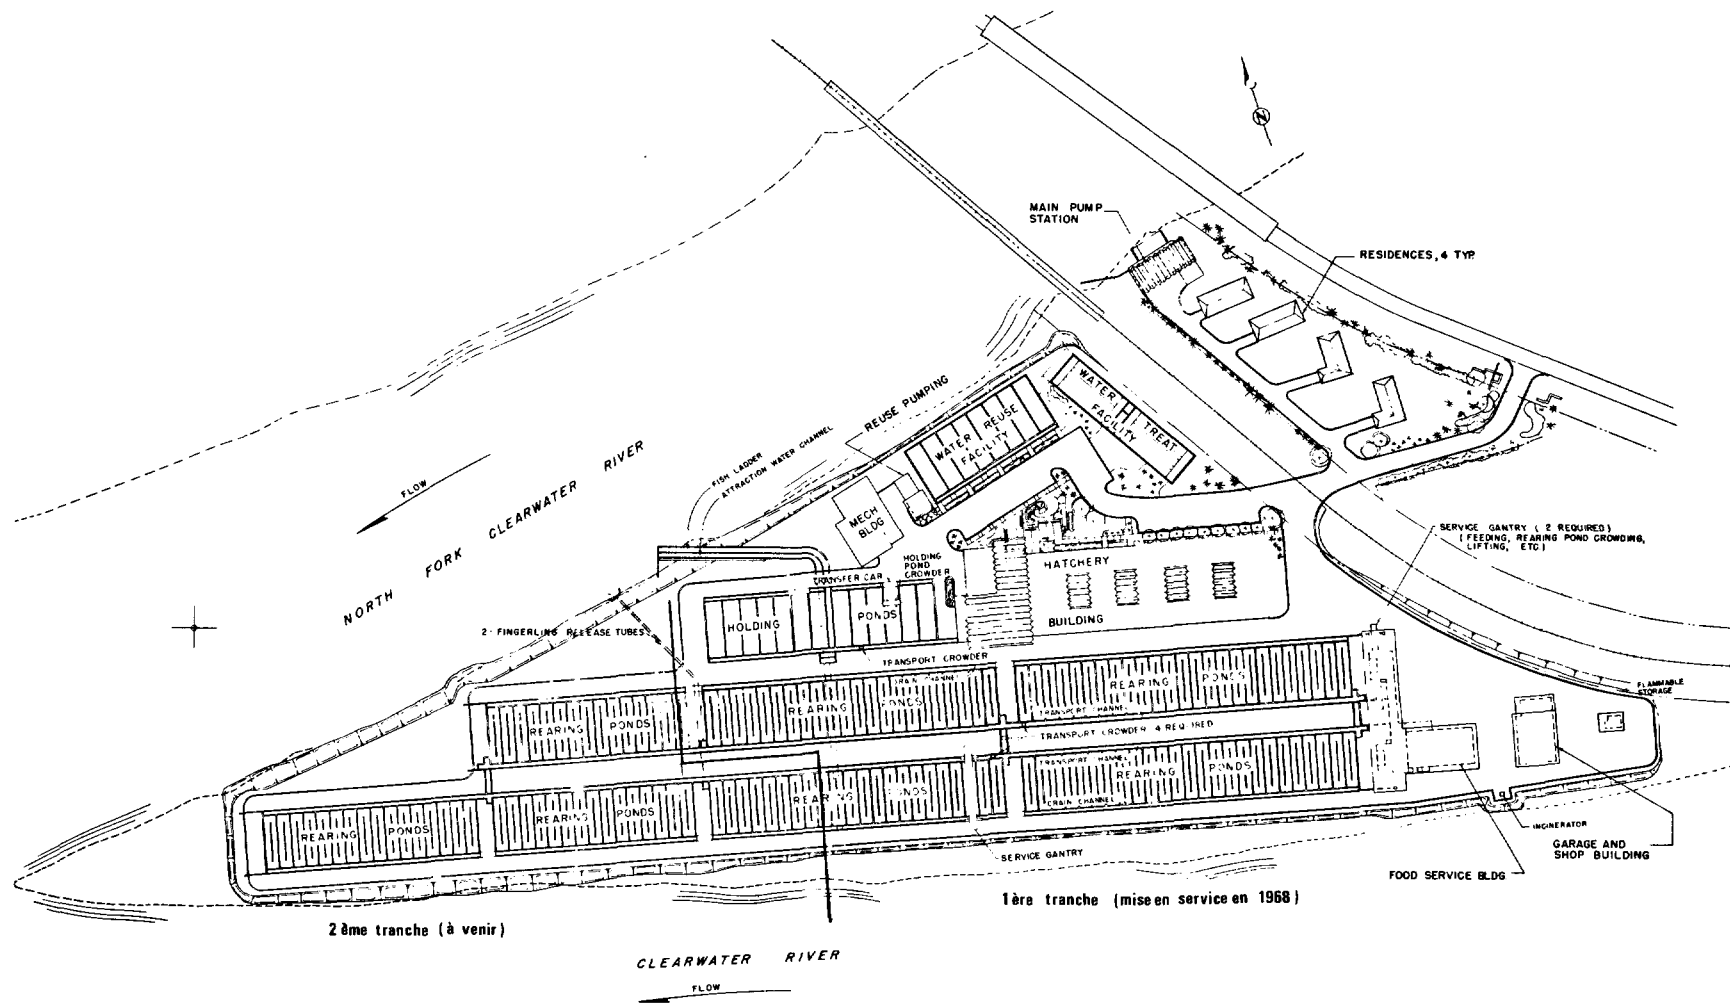 N
MAIN PUMP
STATION
RESIDENCES, 4 TYP.
REUSE PUMPING
WATER REUSE
FACILITY
WATER TREAT
FACILITY
FISH LADDER
ATTRACTION WATER CHANNEL
FLOW
NORTH FORK CLEARWATER RIVER
MECH
BLDG
SERVICE GANTRY ( 2 REQUIRED)
( FEEDING, REARING POND CROWDING,
LIFTING, ETC)
HOLDING
POND
CROWDER
TRANSFER CAR
HATCHERY
BUILDING
HOLDING PONDS
2-FINGERLING RELEASE TUBES
TRANSPORT CROWDER
DRAIN CHANNEL
REARING PONDS
REARING PONDS
REARING PONDS
TRANSPORT CHANNEL
TRANSPORT CROWDER 4 REQUIRED
TRANSPORT CHANNEL
FLAMMABLE
STORAGE
REARING PONDS
REARING PONDS
REARING PONDS
REARING PONDS
DRAIN CHANNEL
SERVICE GANTRY
INCINERATOR
GARAGE AND
SHOP BUILDING
FOOD SERVICE BLDG
1ère tranche (mise en service en 1968)
2ème tranche (à venir)
CLEARWATER RIVER
FLOW